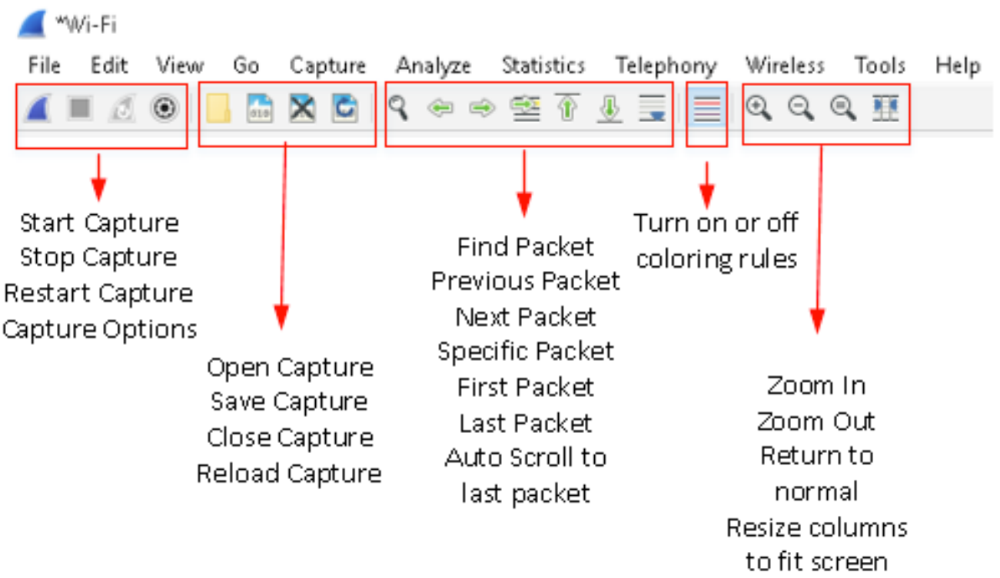 *Wi-Fi
File Edit View Go Capture Analyze Statistics Telephony Wireless Tools Help
Start Capture
Stop Capture
Restart Capture
Capture Options
Open Capture
Save Capture
Close Capture
Reload Capture
Find Packet
Previous Packet
Next Packet
Specific Packet
First Packet
Last Packet
Auto Scroll to
last packet
Turn on or off
coloring rules
Zoom In
Zoom Out
Return to
normal
Resize columns
to fit screen